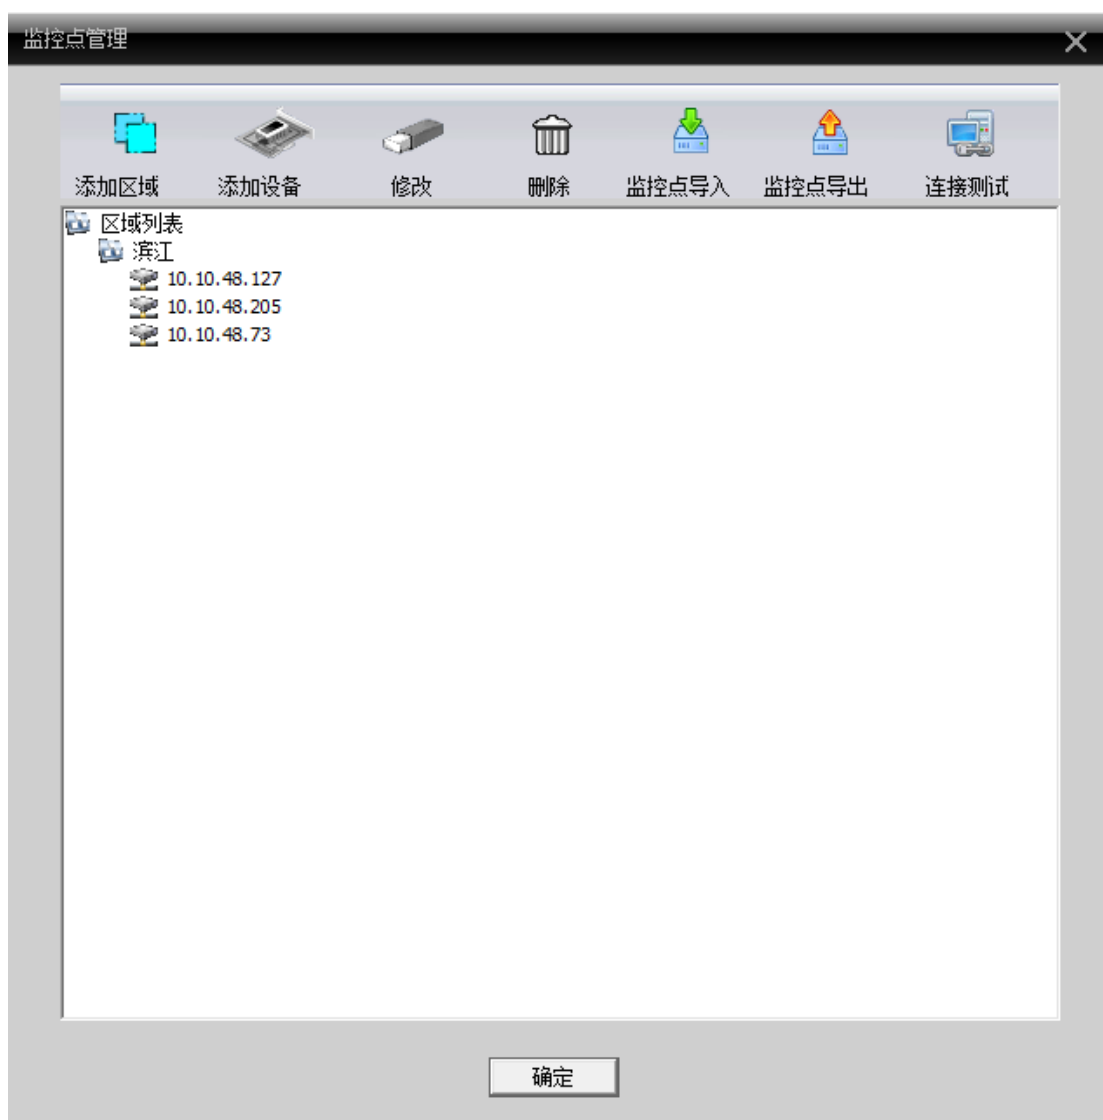 监控点管理
添加区域 添加设备 修改 删除 监控点导入 监控点导出 连接测试
区域列表
滨江
10.10.48.127
10.10.48.205
10.10.48.73
确定